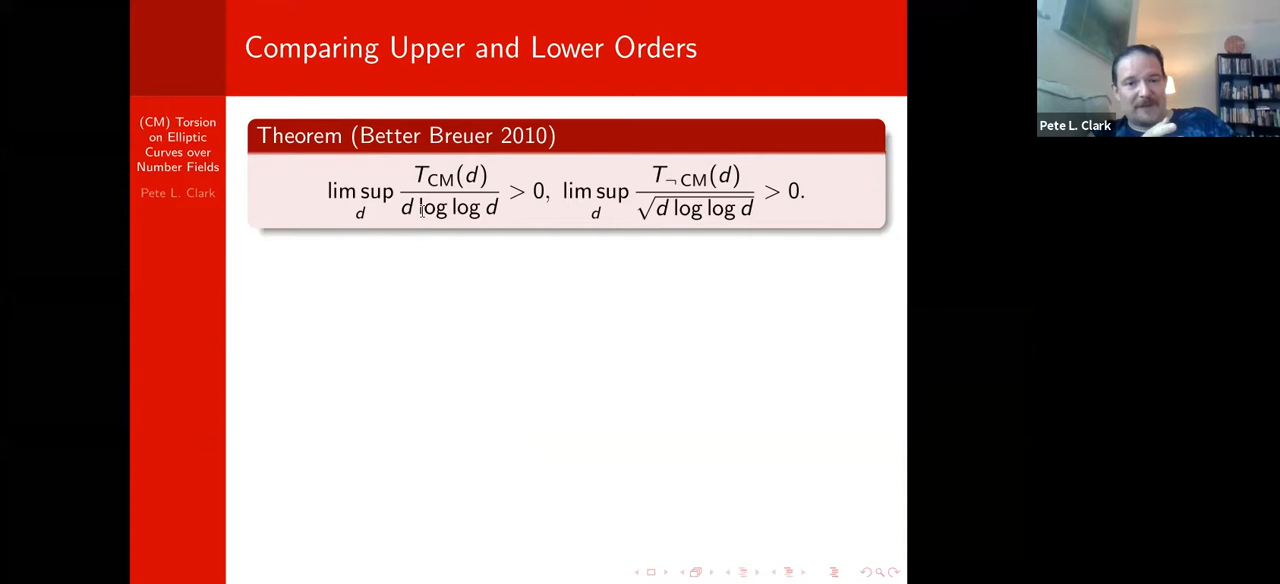 Comparing Upper and Lower Orders
(CM) Torsion
on Elliptic
Curves over
Number Fields
Pete L. Clark
Theorem (Better Breuer 2010)
lim sup_d T_CM(d) / (d log log d) > 0, lim sup_d T_¬CM(d) / √(d log log d) > 0.
Pete L. Clark